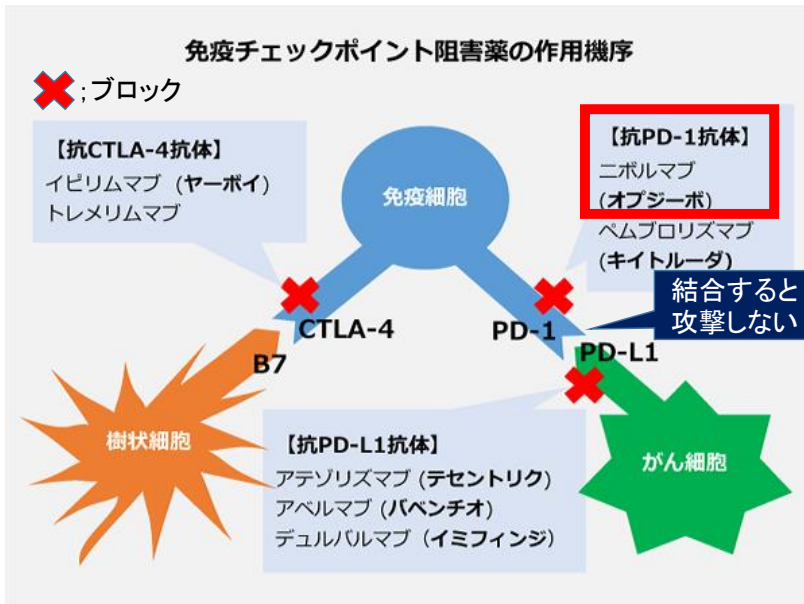 免疫チェックポイント阻害薬の作用機序
;ブロック
【抗CTLA-4抗体】
イピリムマブ (ヤーボイ)
トレメリムマブ
免疫細胞
【抗PD-1抗体】
ニボルマブ
(オプジーボ)
ペムブロリズマブ
(キイトルーダ)
結合すると
攻撃しない
CTLA-4
PD-1
B7
PD-L1
樹状細胞
【抗PD-L1抗体】
アテゾリズマブ (テセントリク)
アベルマブ (バベンチオ)
デュルバルマブ (イミフィンジ)
がん細胞